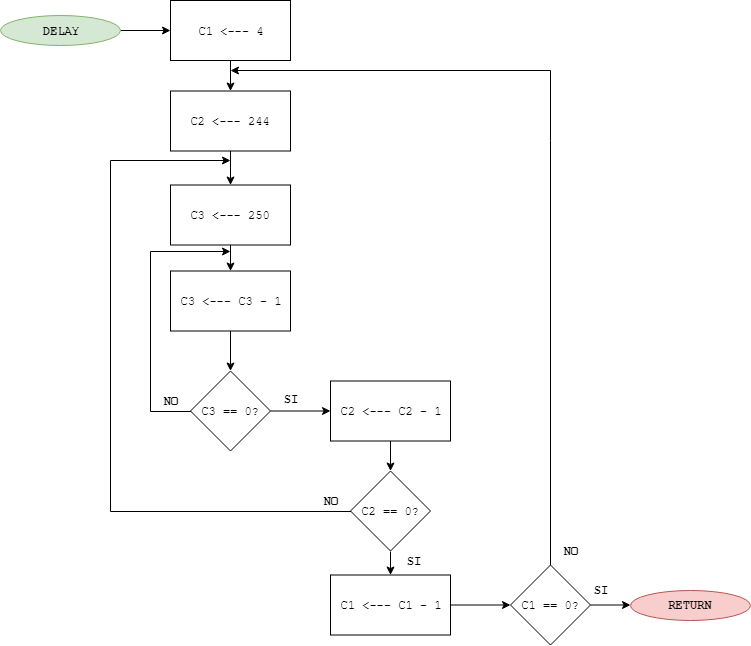 DELAY
C1 <--- 4
C2 <--- 244
C3 <--- 250
C3 <--- C3 - 1
NO
C3 == 0?
SI
C2 <--- C2 - 1
NO
C2 == 0?
SI
C1 <--- C1 - 1
NO
C1 == 0?
SI
RETURN